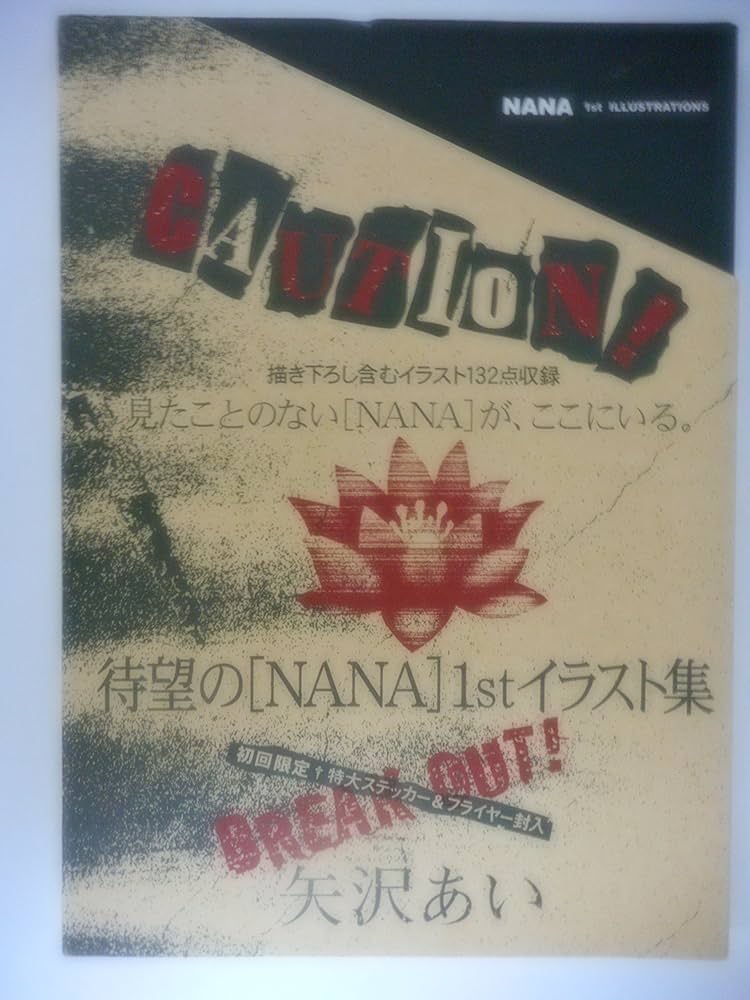 NANA 1st ILLUSTRATIONS
CAUTION!
描き下ろし含むイラスト132点収録
見たことのない[NANA]が、ここにいる。
待望の[NANA]1stイラスト集
BREAK OUT!
初回限定†特大ステッカー&フライヤー封入
矢沢あい